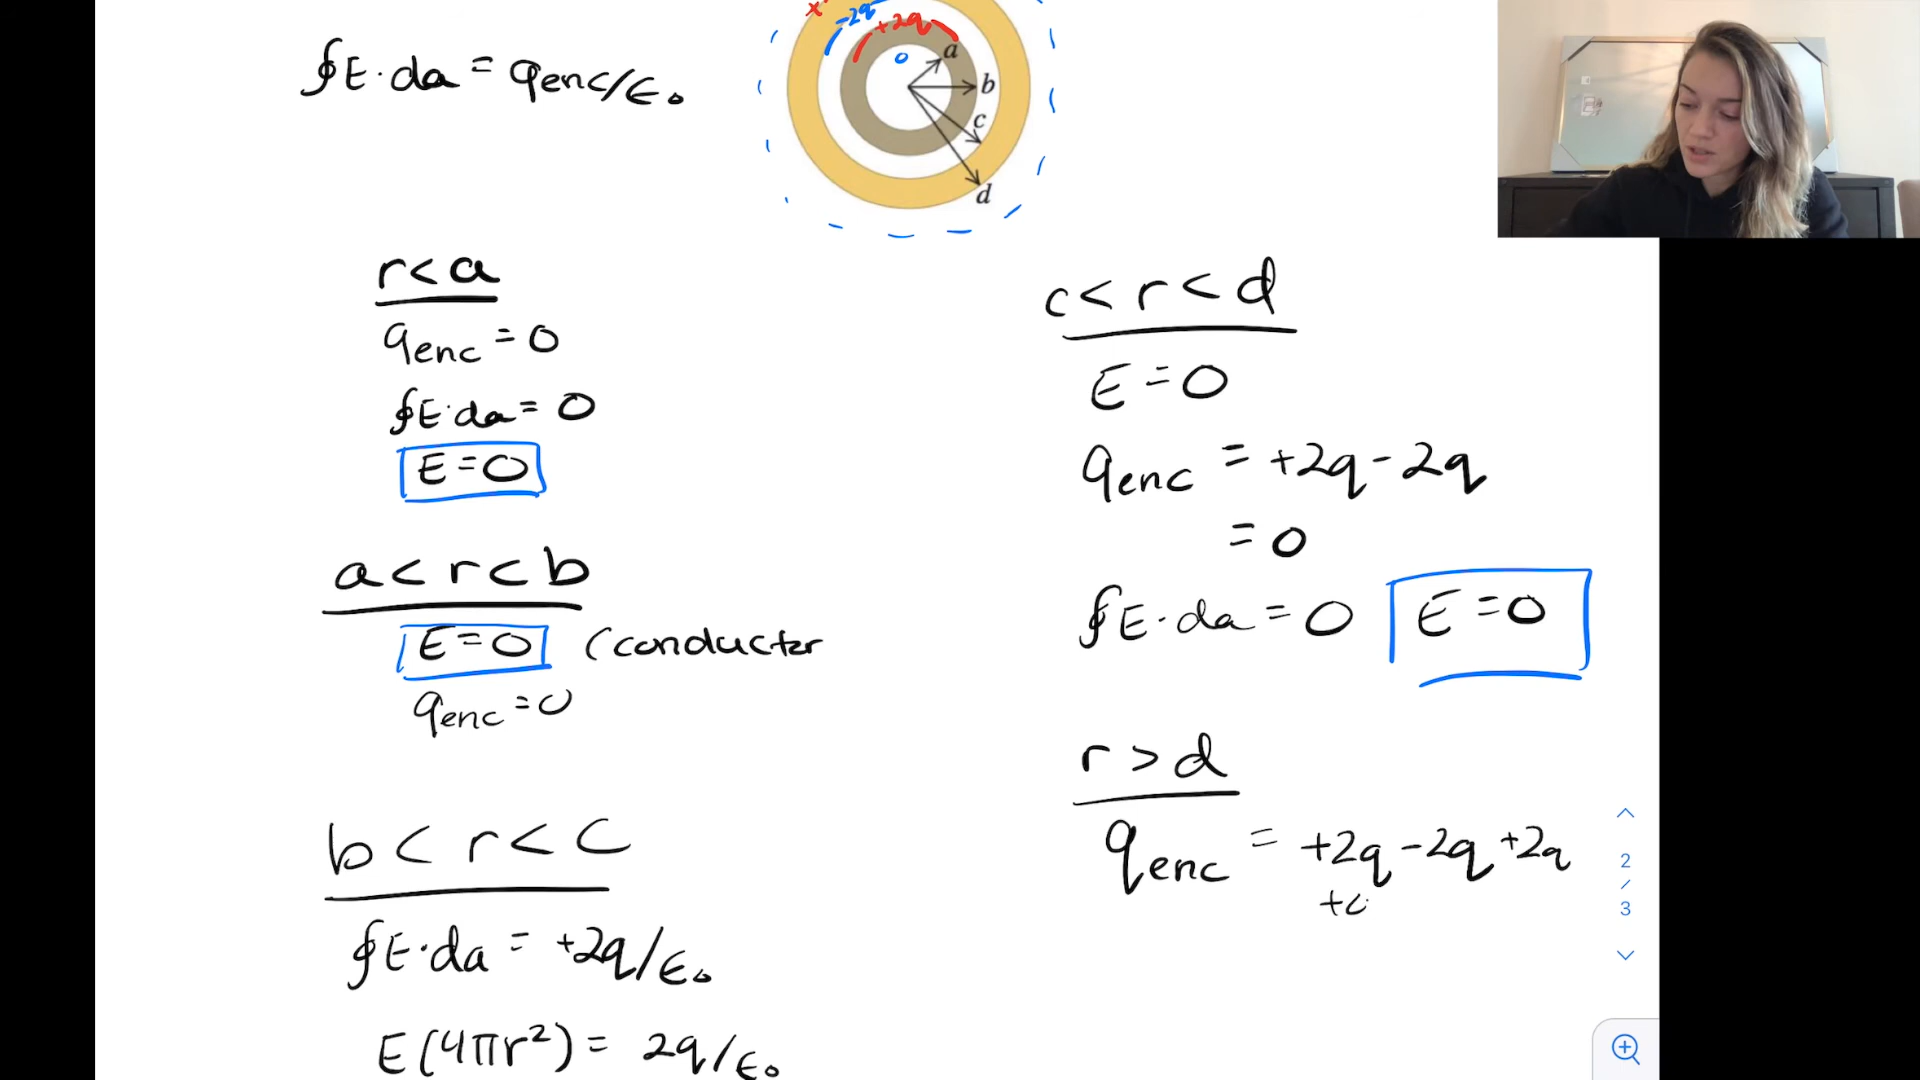 ∮E·da = qenc/ε₀
-2q
+2q
0
a
b
c
d
r<a
qenc = 0
∮E·da = 0
E = 0
a<r<b
E = 0 (conductor
qenc = 0
b<r<c
∮E·da = +2q/ε₀
E(4πr²) = 2q/ε₀
c<r<d
E = 0
qenc = +2q - 2q
= 0
∮E·da = 0 E = 0
r>d
qenc = +2q - 2q + 2q
2
/
3